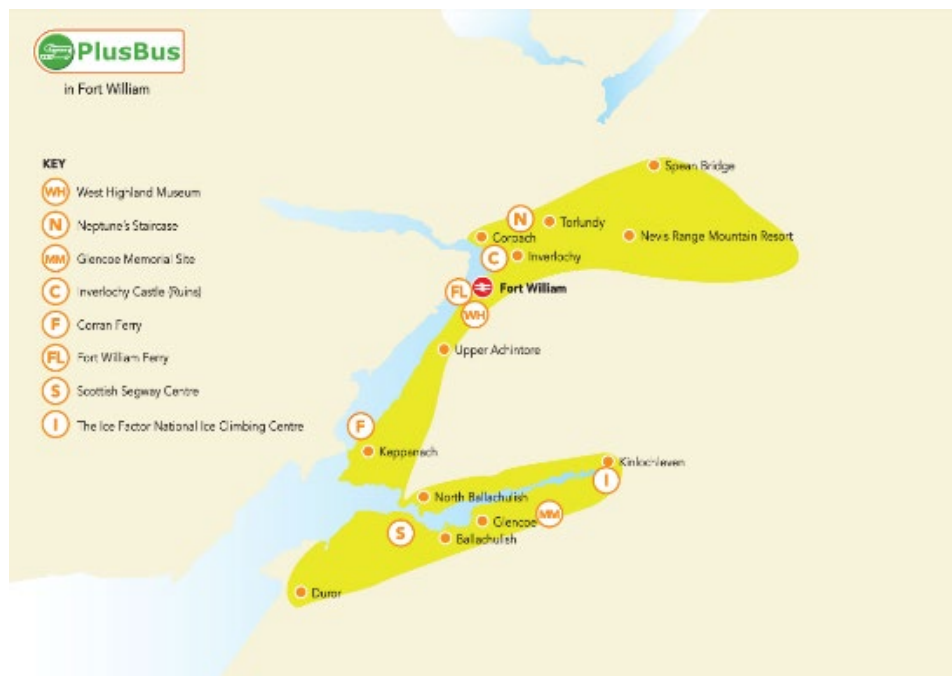 PlusBus
in Fort William
KEY
WH West Highland Museum
N Neptune's Staircase
MM Glencoe Memorial Site
C Inverlochy Castle (Ruins)
F Corran Ferry
FL Fort William Ferry
S Scottish Segway Centre
I The Ice Factor National Ice Climbing Centre
Spean Bridge
N
Torlundy
Corpach
Nevis Range Mountain Resort
C
Inverlochy
FL
Fort William
WH
Upper Achintore
F
Keppanach
Kinlochleven
I
North Ballachulish
Glencoe
MM
S
Ballachulish
Duror